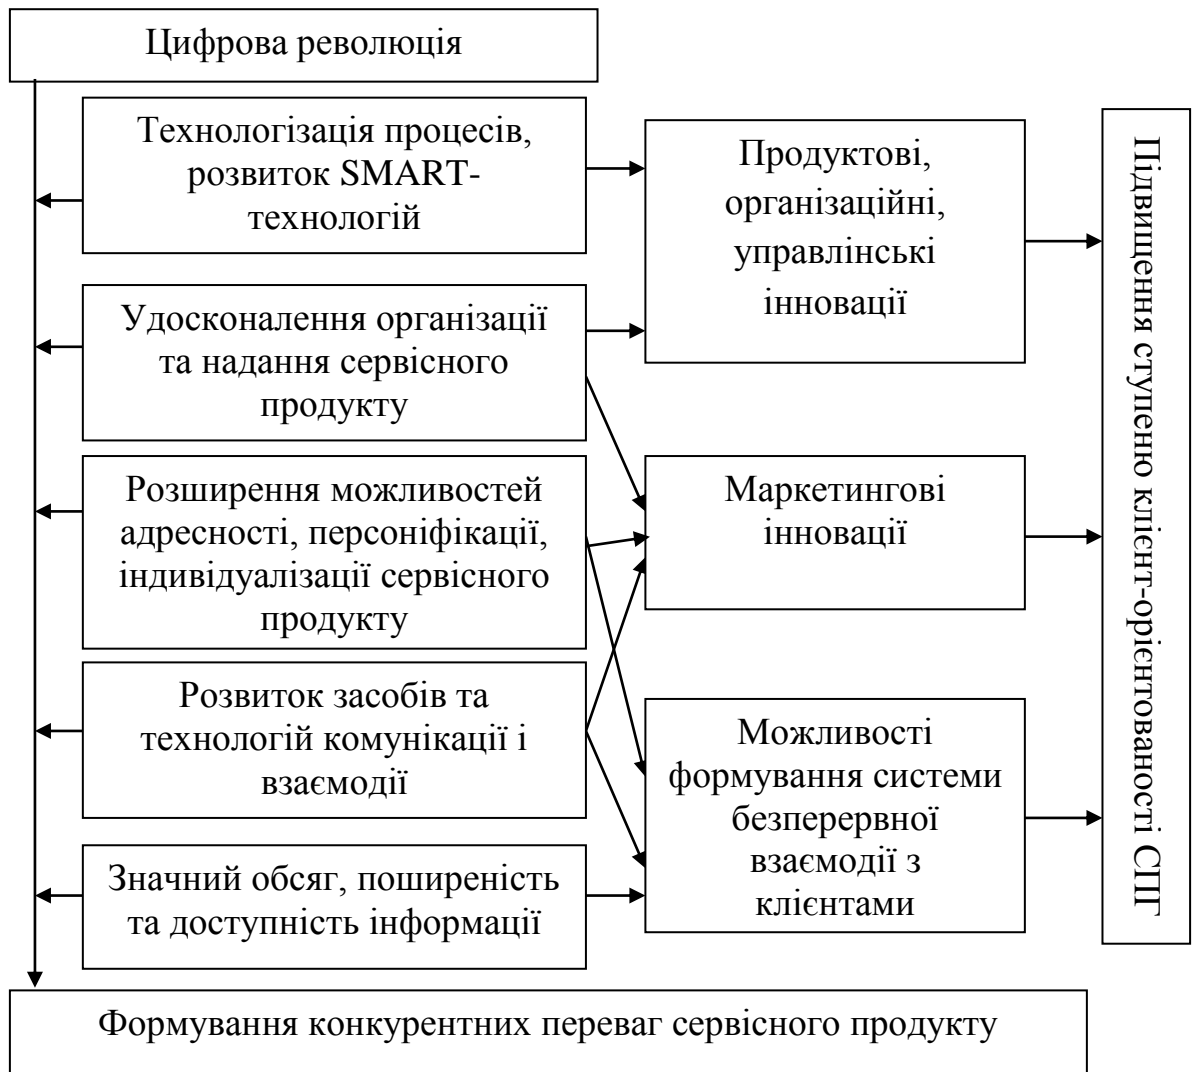 Цифрова революція
Технологізація процесів,
розвиток SMART-
технологій
Удосконалення організації
та надання сервісного
продукту
Розширення можливостей
адресності, персоніфікації,
індивідуалізації сервісного
продукту
Розвиток засобів та
технологій комунікації і
взаємодії
Значний обсяг, поширеність
та доступність інформації
Продуктові,
організаційні,
управлінські
інновації
Маркетингові
інновації
Можливості
формування системи
безперервної
взаємодії з
клієнтами
Підвищення ступеню клієнт-орієнтованості СПГ
Формування конкурентних переваг сервісного продукту